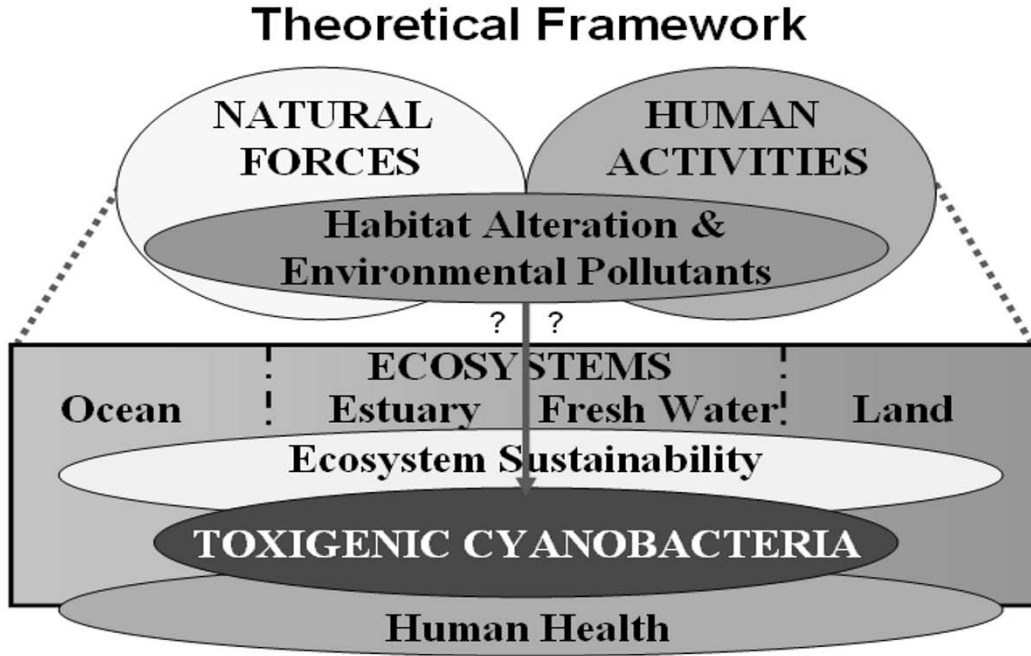 Theoretical Framework
NATURAL
FORCES
HUMAN
ACTIVITIES
Habitat Alteration &
Environmental Pollutants
? ?
ECOSYSTEMS
Ocean Estuary Fresh Water Land
Ecosystem Sustainability
TOXIGENIC CYANOBACTERIA
Human Health